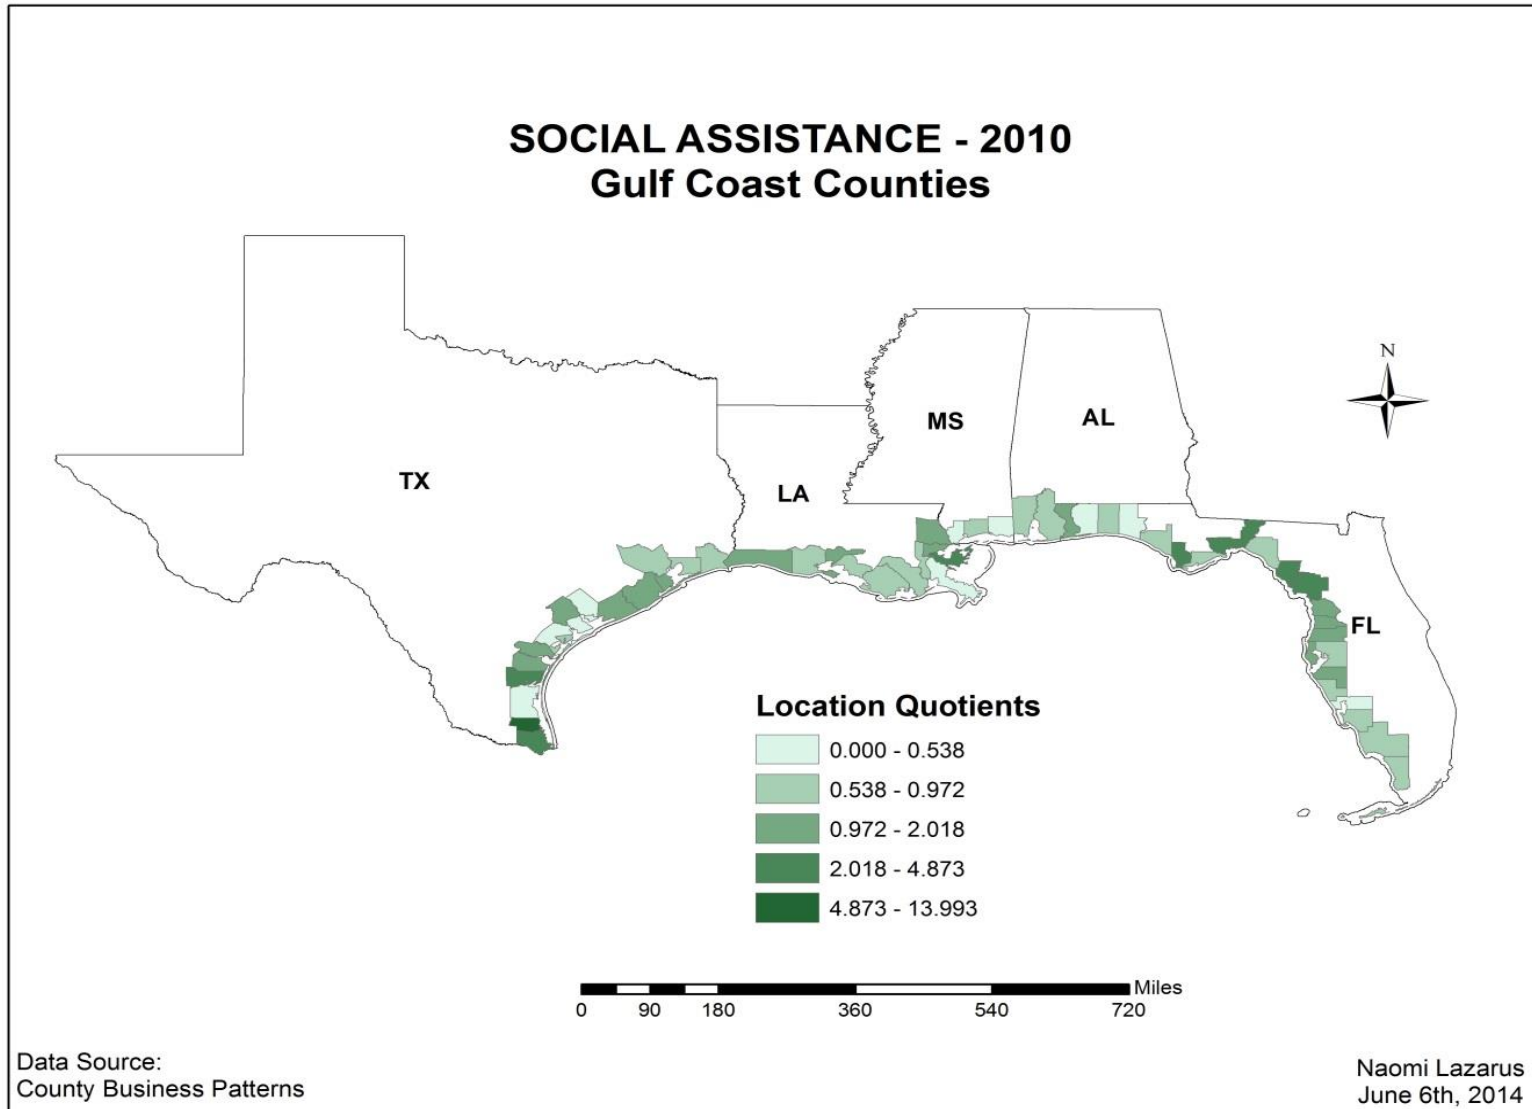 SOCIAL ASSISTANCE - 2010
Gulf Coast Counties
N
MS
AL
TX
LA
FL
Location Quotients
0.000 - 0.538
0.538 - 0.972
0.972 - 2.018
2.018 - 4.873
4.873 - 13.993
Miles
0 90 180 360 540 720
Data Source:
County Business Patterns
Naomi Lazarus
June 6th, 2014